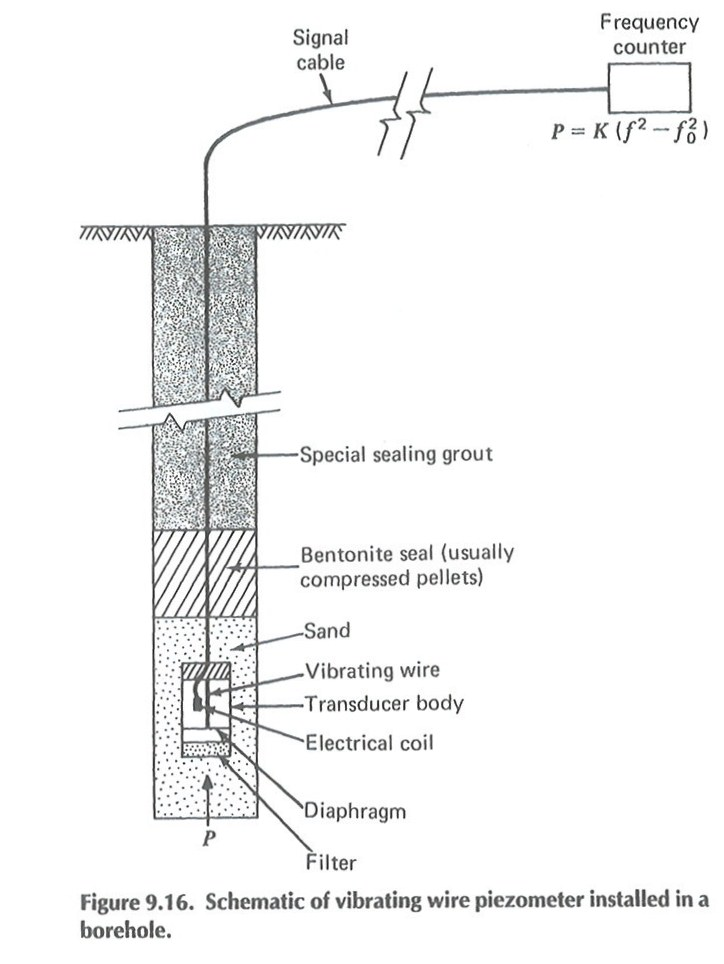 Frequency
counter
Signal
cable
P = K (f² − f₀²)
Special sealing grout
Bentonite seal (usually
compressed pellets)
Sand
Vibrating wire
Transducer body
Electrical coil
Diaphragm
P
Filter
Figure 9.16. Schematic of vibrating wire piezometer installed in a
borehole.